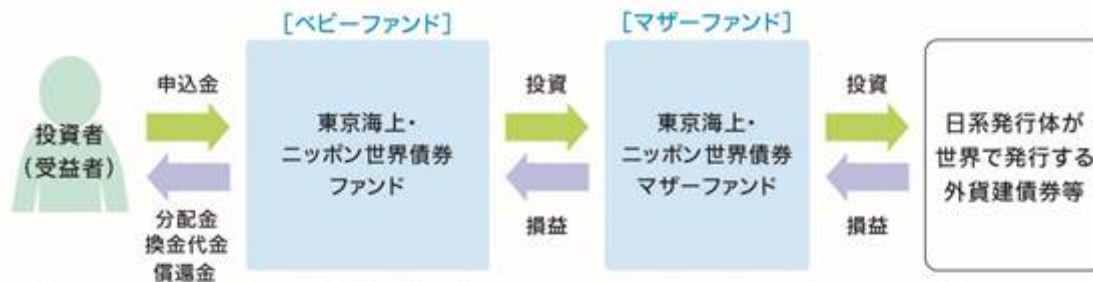 [ベビーファンド]
[マザーファンド]
投資者
(受益者)
申込金
分配金
換金代金
償還金
東京海上・
ニッポン世界債券
ファンド
投資
損益
東京海上・
ニッポン世界債券
マザーファンド
投資
損益
日系発行体が
世界で発行する
外貨建債券等